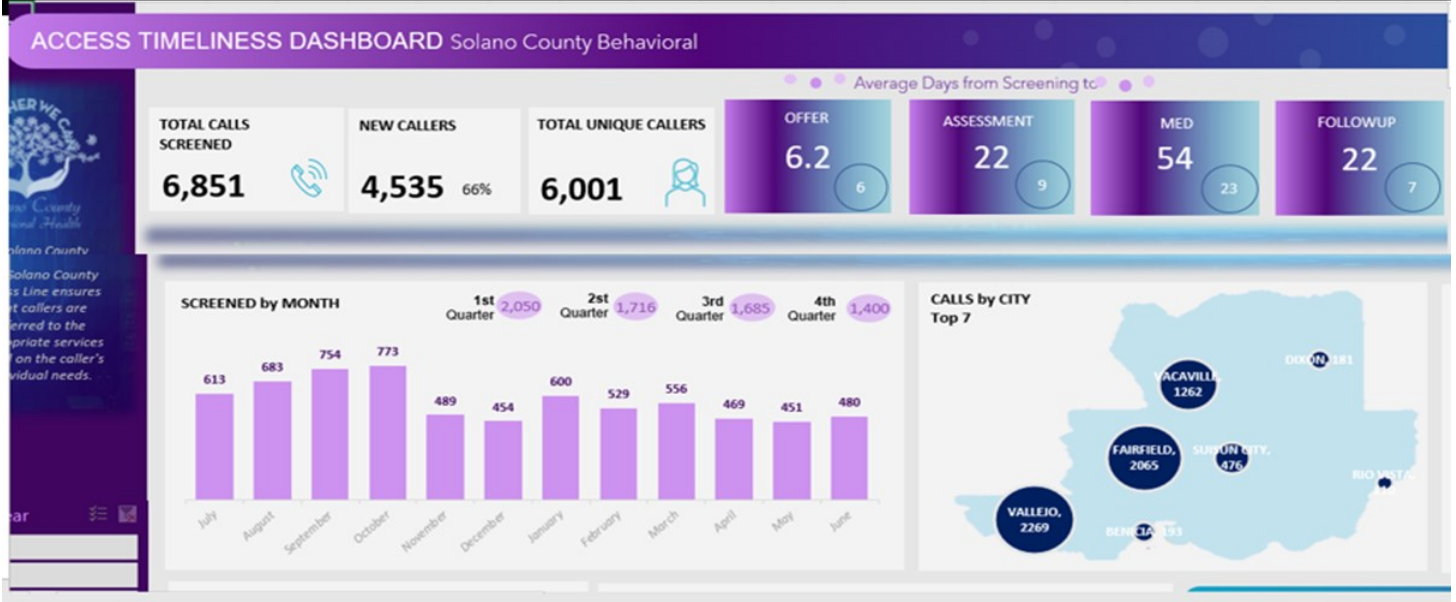 ACCESS TIMELINESS DASHBOARD Solano County Behavioral
Average Days from Screening to
TOTAL CALLS
SCREENED
6,851
NEW CALLERS
4,535 66%
TOTAL UNIQUE CALLERS
6,001
OFFER
6.2
6
ASSESSMENT
22
9
MED
54
23
FOLLOWUP
22
7
County
Solano County
Solano County
Line ensures
callers are
to the
services
on the caller's
needs.
SCREENED by MONTH
1st
Quarter 2,050
2st
Quarter 1,716
3rd
Quarter 1,685
4th
Quarter 1,400
613
683
754
773
489
454
600
529
556
469
451
480
July
August
September
October
November
December
January
February
March
April
May
June
CALLS by CITY
Top 7
DIXON, 181
VACAVILLE,
1262
FAIRFIELD,
2065
SUISUN CITY,
476
RIO VISTA,
VALLEJO,
2269
BENICIA, 193
ar